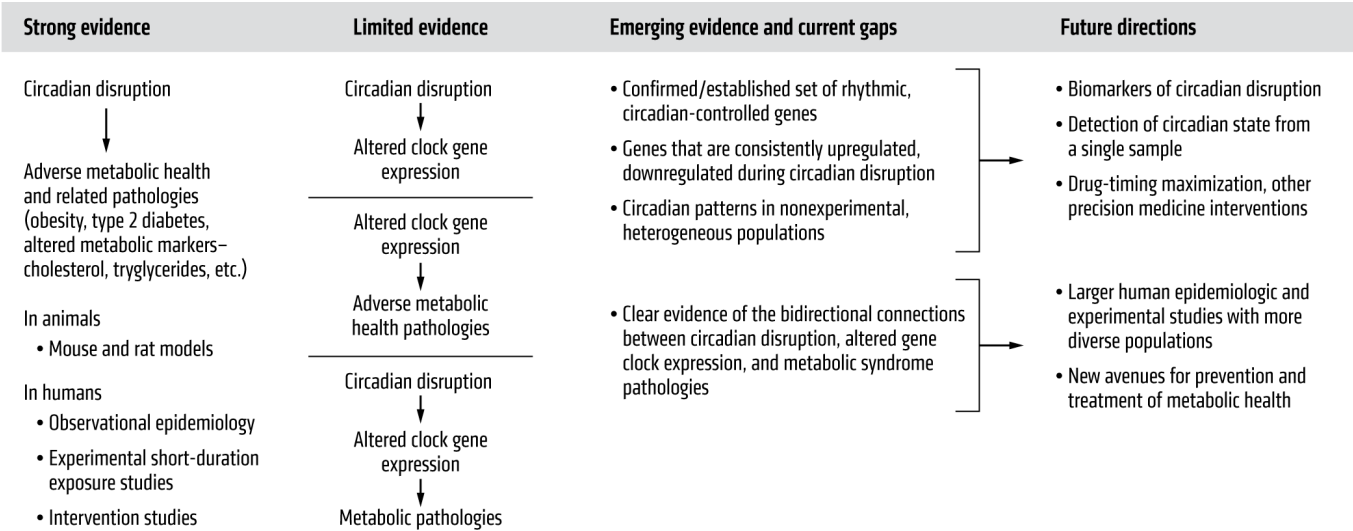 Strong evidence
Circadian disruption
Adverse metabolic health
and related pathologies
(obesity, type 2 diabetes,
altered metabolic markers–
cholesterol, tryglycerides, etc.)
In animals
• Mouse and rat models
In humans
• Observational epidemiology
• Experimental short-duration
exposure studies
• Intervention studies
Limited evidence
Circadian disruption
Altered clock gene
expression
Altered clock gene
expression
Adverse metabolic
health pathologies
Circadian disruption
Altered clock gene
expression
Metabolic pathologies
Emerging evidence and current gaps
• Confirmed/established set of rhythmic,
circadian-controlled genes
• Genes that are consistently upregulated,
downregulated during circadian disruption
• Circadian patterns in nonexperimental,
heterogeneous populations
• Clear evidence of the bidirectional connections
between circadian disruption, altered gene
clock expression, and metabolic syndrome
pathologies
Future directions
• Biomarkers of circadian disruption
• Detection of circadian state from
a single sample
• Drug-timing maximization, other
precision medicine interventions
• Larger human epidemiologic and
experimental studies with more
diverse populations
• New avenues for prevention and
treatment of metabolic health